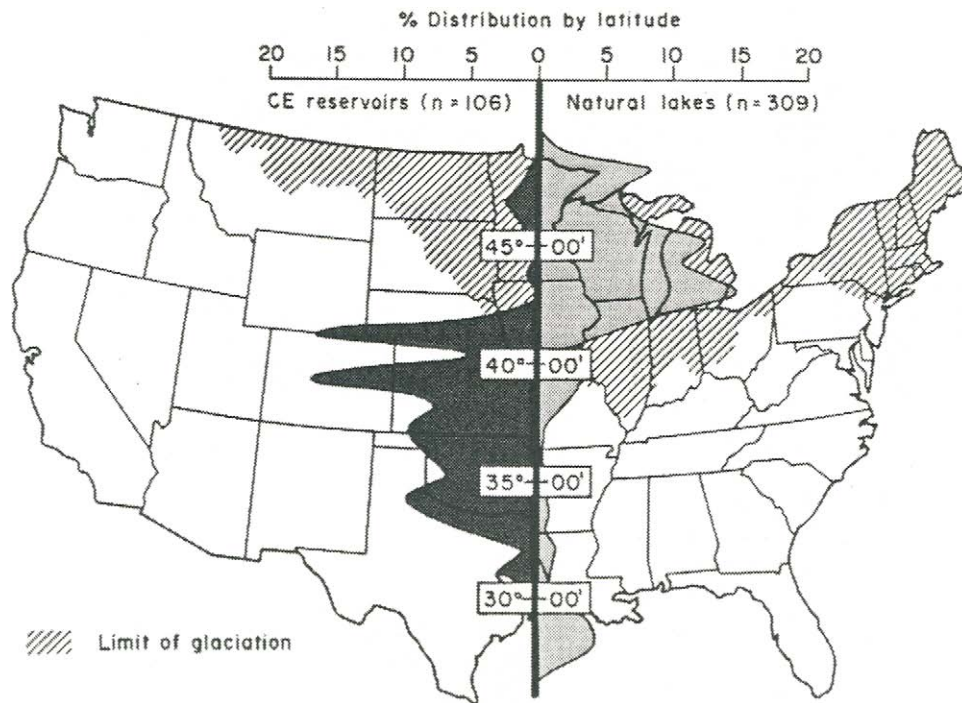 % Distribution by latitude
20 15 10 5 0 5 10 15 20
CE reservoirs (n=106) Natural lakes (n=309)
45° 00'
40° 00'
35° 00'
30° 00'
Limit of glaciation